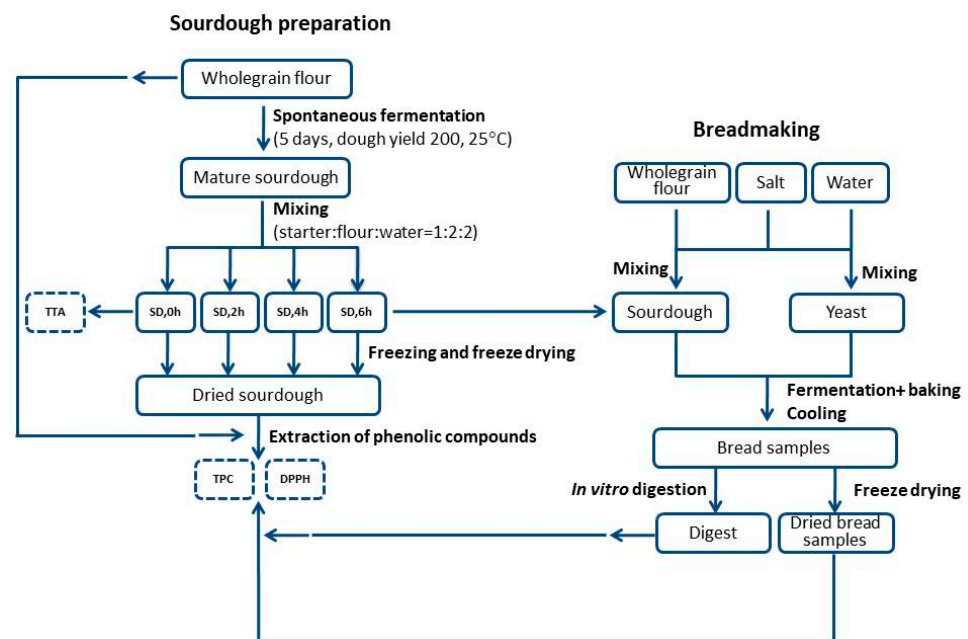 Sourdough preparation
Wholegrain flour
Spontaneous fermentation
(5 days, dough yield 200, 25°C)
Mature sourdough
Mixing
(starter:flour:water=1:2:2)
TTA
SD,0h
SD,2h
SD,4h
SD,6h
Freezing and freeze drying
Dried sourdough
Extraction of phenolic compounds
TPC
DPPH
Breadmaking
Wholegrain
flour
Salt
Water
Mixing
Mixing
Sourdough
Yeast
Fermentation+ baking
Cooling
Bread samples
In vitro digestion
Freeze drying
Digest
Dried bread
samples